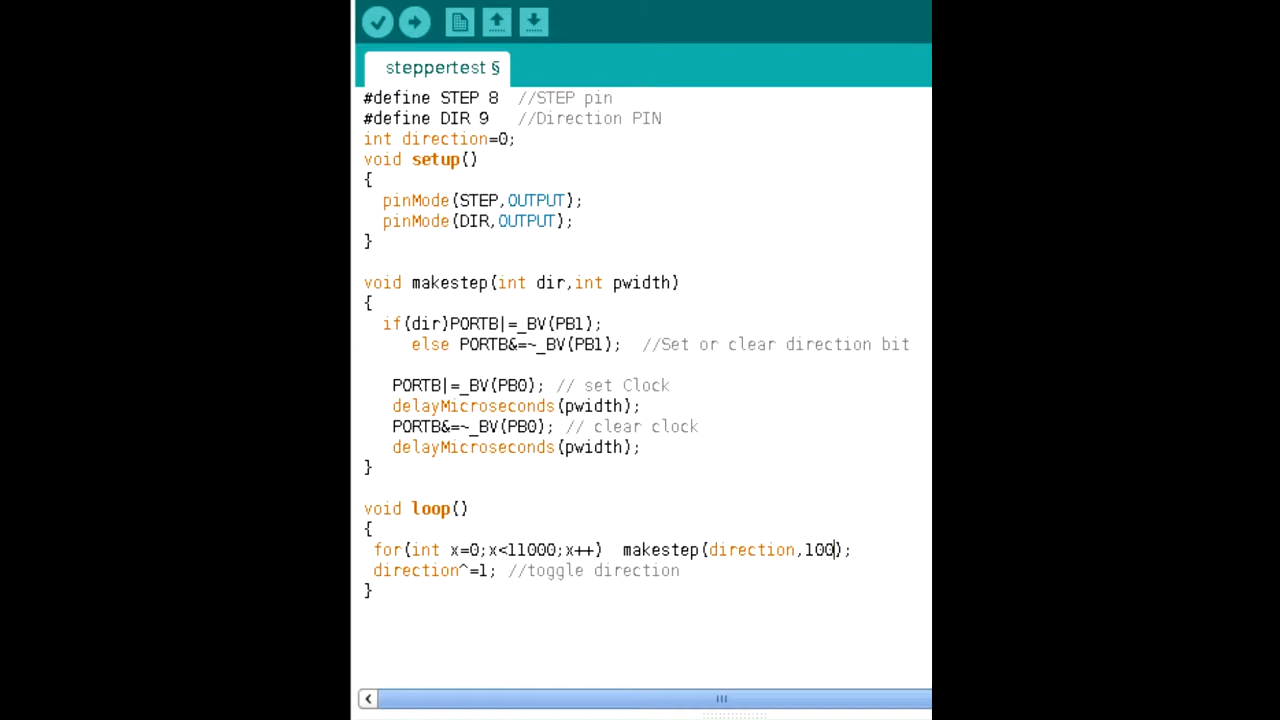 steppertest §
#define STEP 8  //STEP pin
#define DIR 9   //Direction PIN
int direction=0;
void setup()
{
  pinMode(STEP,OUTPUT);
  pinMode(DIR,OUTPUT);
}
void makestep(int dir,int pwidth)
{
  if(dir)PORTB|=_BV(PB1);
     else PORTB&=~_BV(PB1);  //Set or clear direction bit
   PORTB|=_BV(PB0); // set Clock
   delayMicroseconds(pwidth);
   PORTB&=~_BV(PB0); // clear clock
   delayMicroseconds(pwidth);
}
void loop()
{
 for(int x=0;x<11000;x++)  makestep(direction,100);
 direction^=1; //toggle direction
}